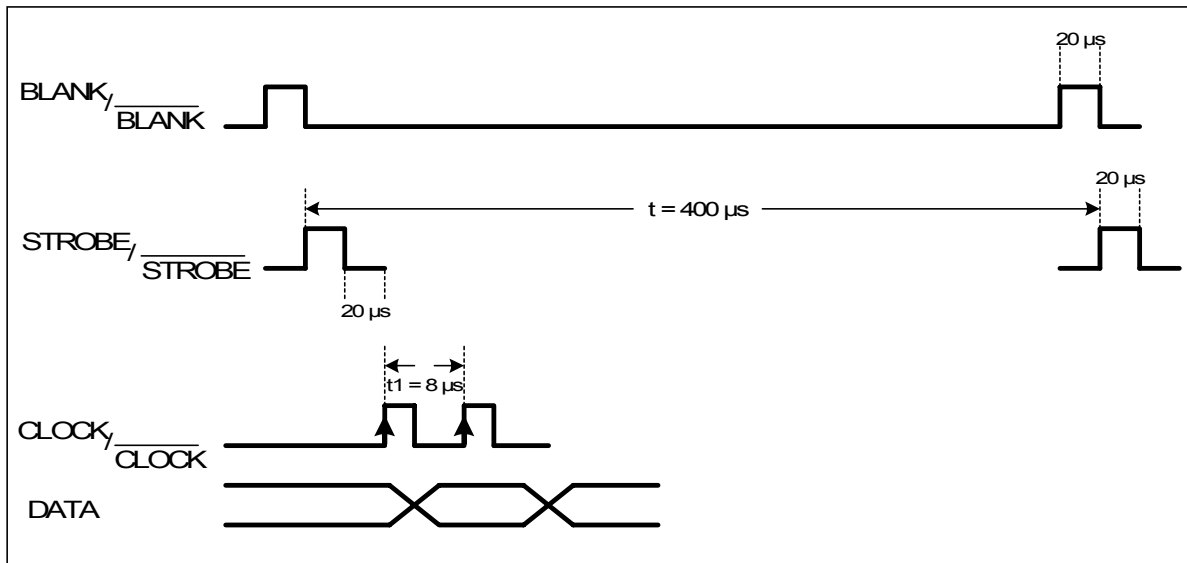 20 µs
BLANK/BLANK
20 µs
t = 400 µs
STROBE/STROBE
20 µs
t1 = 8 µs
CLOCK/CLOCK
DATA